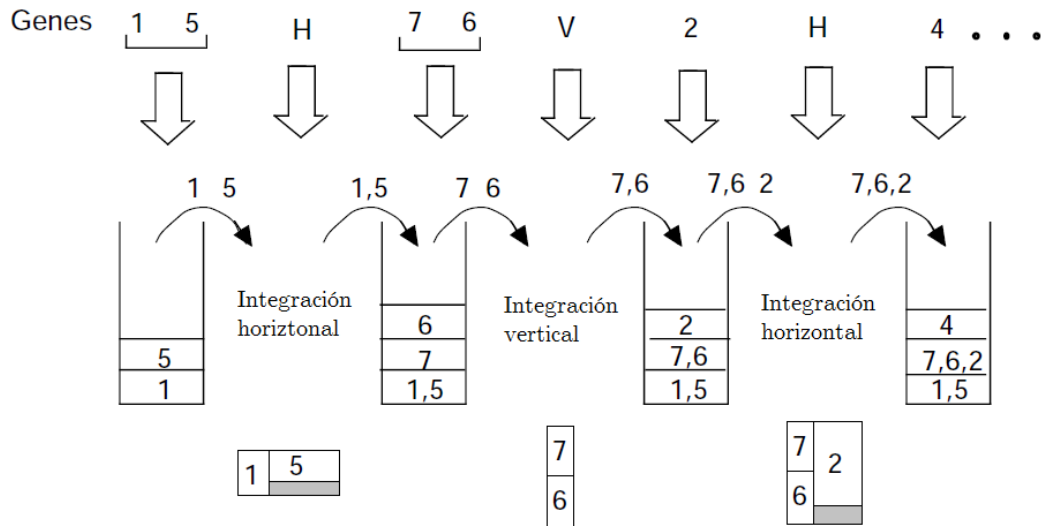 Genes 1 5 H 7 6 V 2 H 4 . . .
1 5 1,5 7 6 7,6 7,6 2 7,6,2
Integración
horiztonal
Integración
vertical
Integración
horizontal
5
1
6
7
1,5
2
7,6
1,5
4
7,6,2
1,5
1 5
7
6
7
6
2